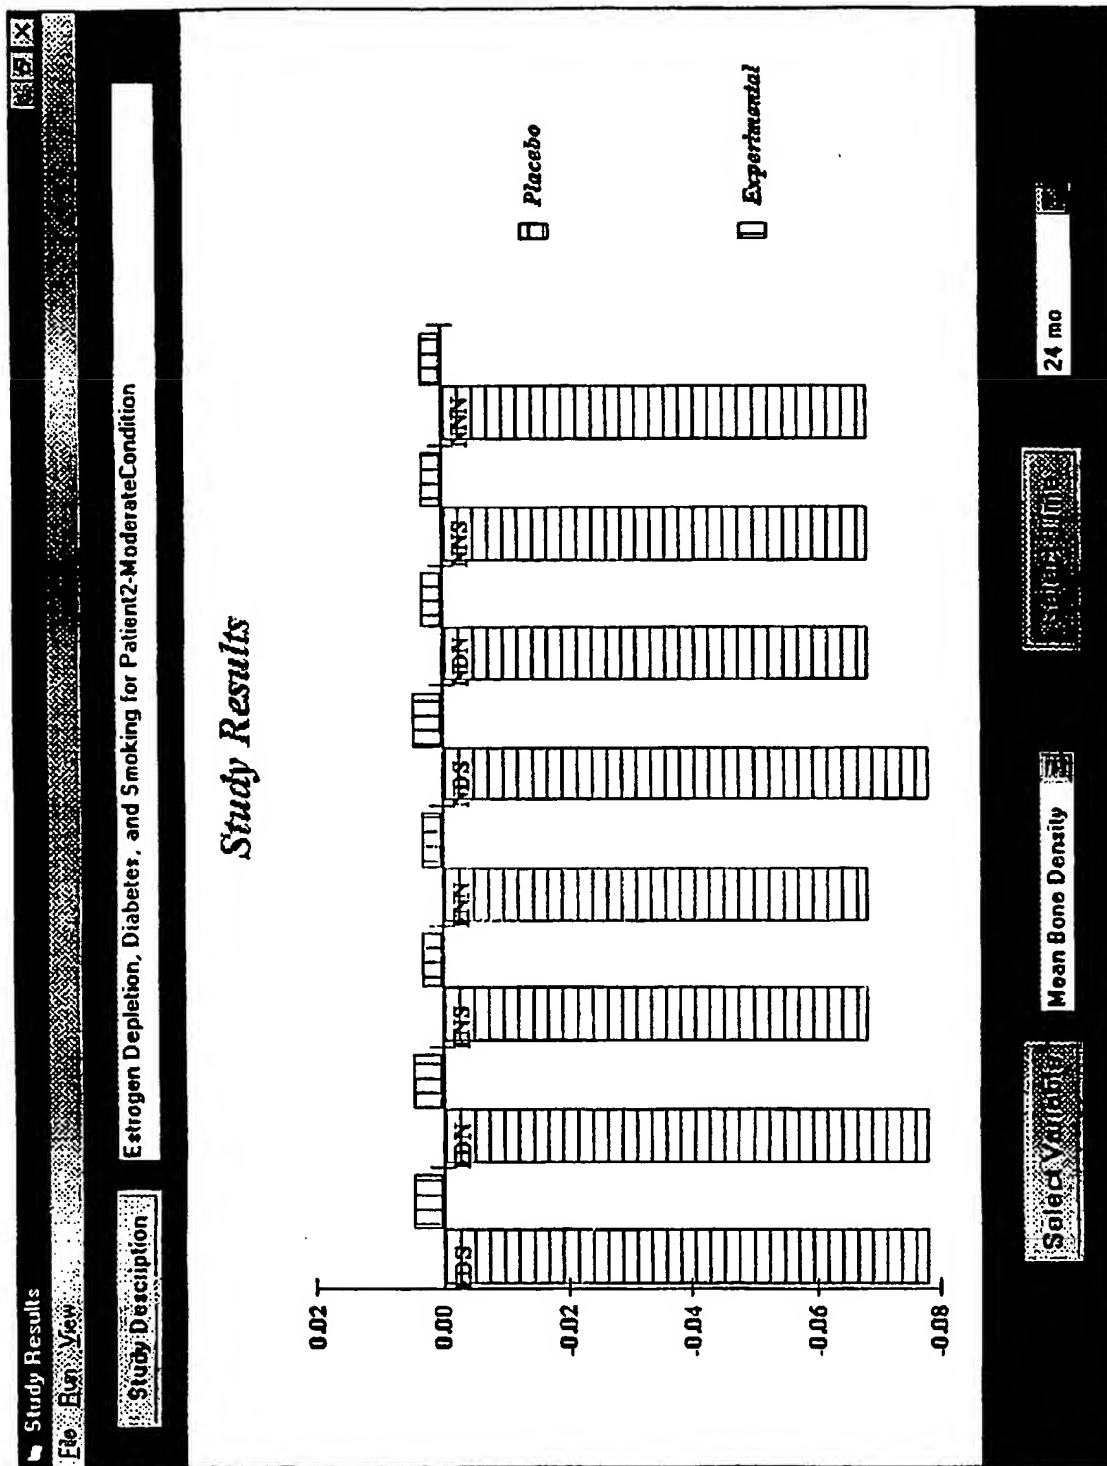 Study Results
File Run View
Study Description
Estrogen Depletion, Diabetes, and Smoking for Patient2-ModerateCondition
Study Results
0.02
0.00
-0.02
-0.04
-0.06
-0.08
EDS
EDN
ENS
ENN
NDS
NDN
NNS
NNN
Placebo
Experimental
Select Variable
Mean Bone Density
Select Time
24 mo